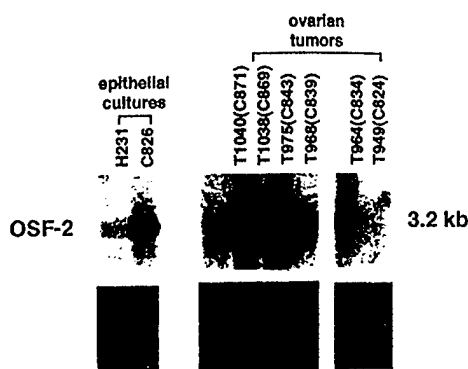 ovarian
tumors
epithelial
cultures
H231
C826
T1040(C871)
T1038(C869)
T975(C843)
T968(C839)
T964(C834)
T949(C824)
OSF-2
3.2 kb